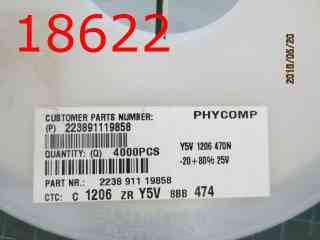 18622
2010/05/20
CUSTOMER PARTS NUMBER:
(P) 223891119858
PHYCOMP
QUANTITY: (Q) 4000PCS
Y5V 1206 470N
-20+80% 25V
PART NR.: 2238 911 19858
CTC: C 1206 ZR Y5V BBB 474